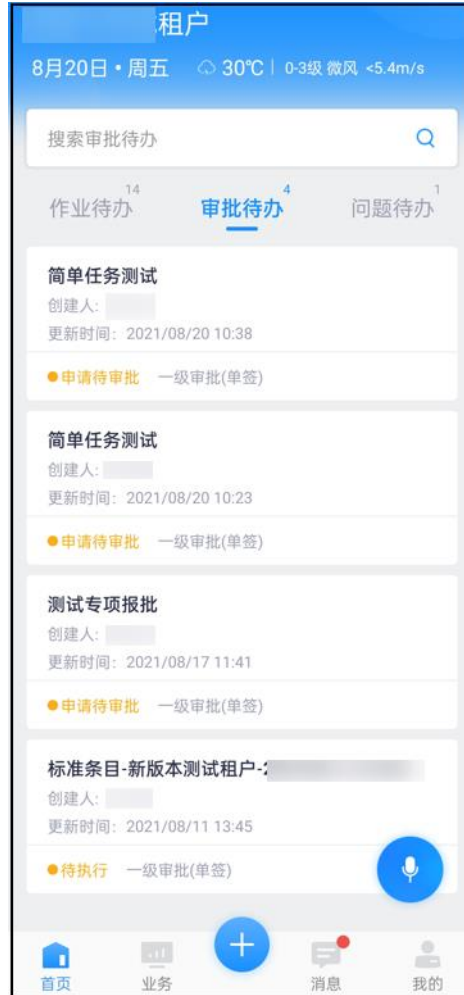 租户
8月20日•周五 30℃ | 0-3级 微风 <5.4m/s
搜索审批待办
作业待办 14 审批待办 4 问题待办 1
简单任务测试
创建人:
更新时间: 2021/08/20 10:38
申请待审批 一级审批(单签)
简单任务测试
创建人:
更新时间: 2021/08/20 10:23
申请待审批 一级审批(单签)
测试专项报批
创建人:
更新时间: 2021/08/17 11:41
申请待审批 一级审批(单签)
标准条目-新版本测试租户-
创建人:
更新时间: 2021/08/11 13:45
待执行 一级审批(单签)
首页 业务 消息 我的